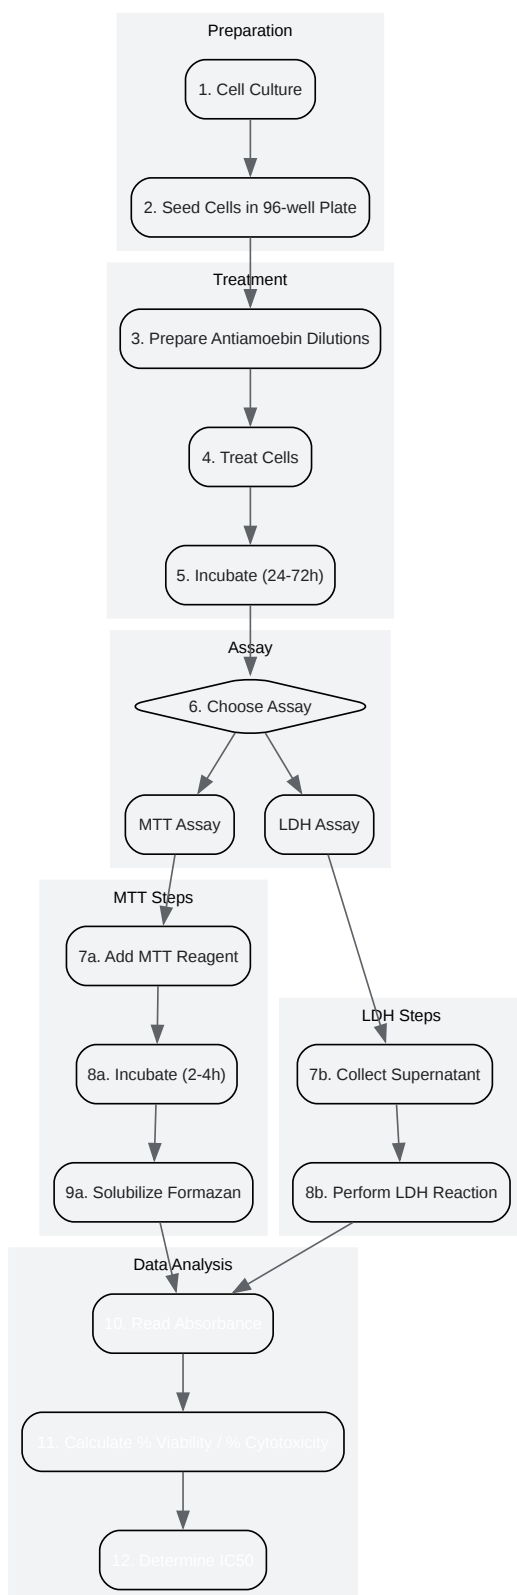 Preparation
1. Cell Culture
2. Seed Cells in 96-well Plate
Treatment
3. Prepare Antiamoebin Dilutions
4. Treat Cells
5. Incubate (24-72h)
Assay
6. Choose Assay
MTT Assay
LDH Assay
MTT Steps
7a. Add MTT Reagent
8a. Incubate (2-4h)
9a. Solubilize Formazan
LDH Steps
7b. Collect Supernatant
8b. Perform LDH Reaction
Data Analysis
10. Read Absorbance
11. Calculate % Viability / % Cytotoxicity
12. Determine IC50